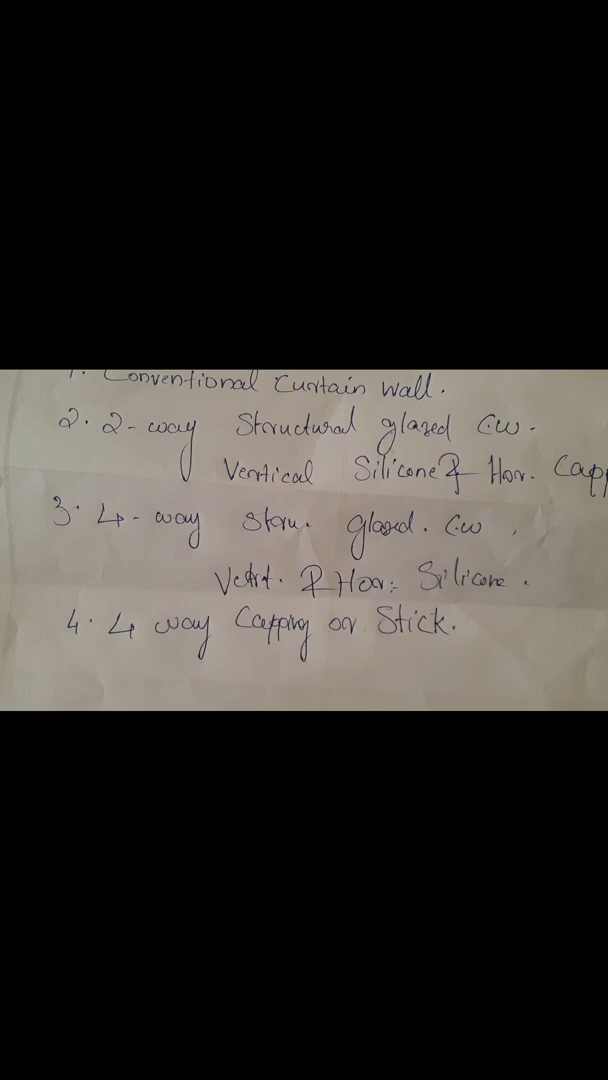 1. Conventional Curtain Wall.
2. 2-way Structural glazed C.W.
Vertical Silicone & Hor.
3. 4-way stru. glazed. C.W.
Vert. & Hor: Silicone.
4. 4 way Capping or Stick.